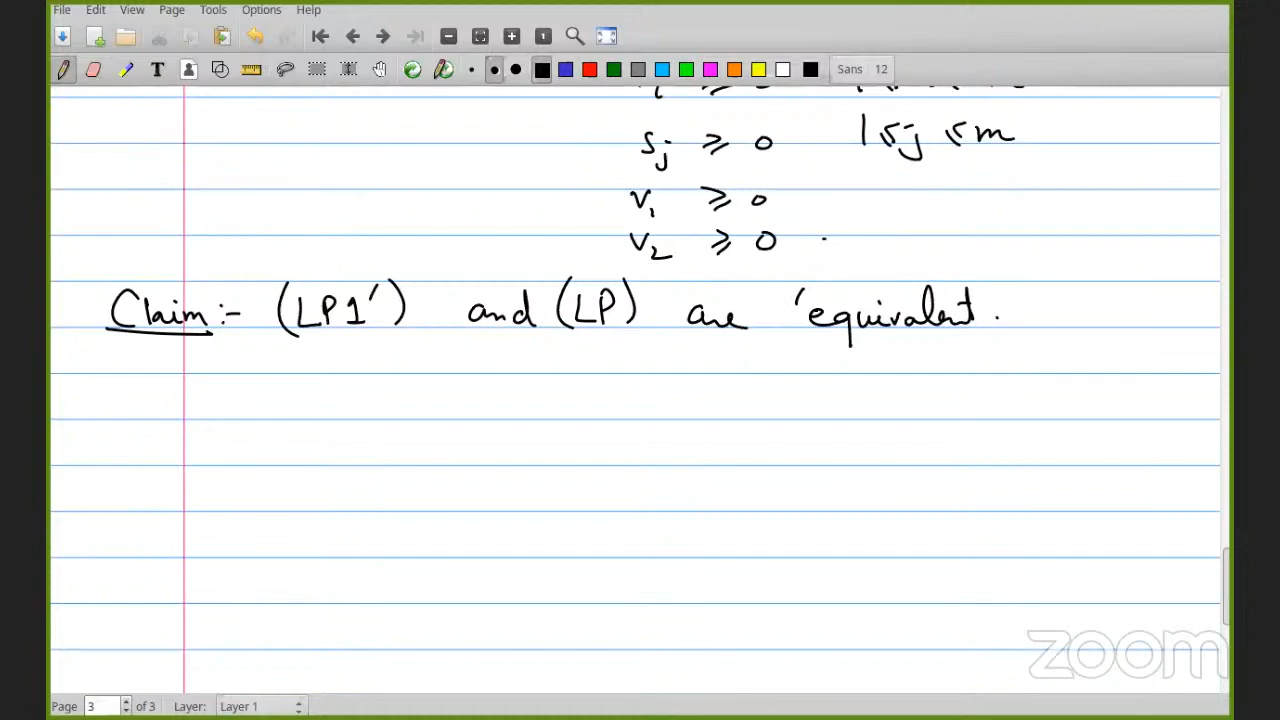 File Edit View Page Tools Options Help
Sans 12
s_j ⩾ 0 1 ≤ j ≤ m
v_1 ⩾ 0
v_2 ⩾ 0 .
Claim:- (LP1') and (LP) are 'equivalent.
zoom
Page 3 of 3 Layer: Layer 1